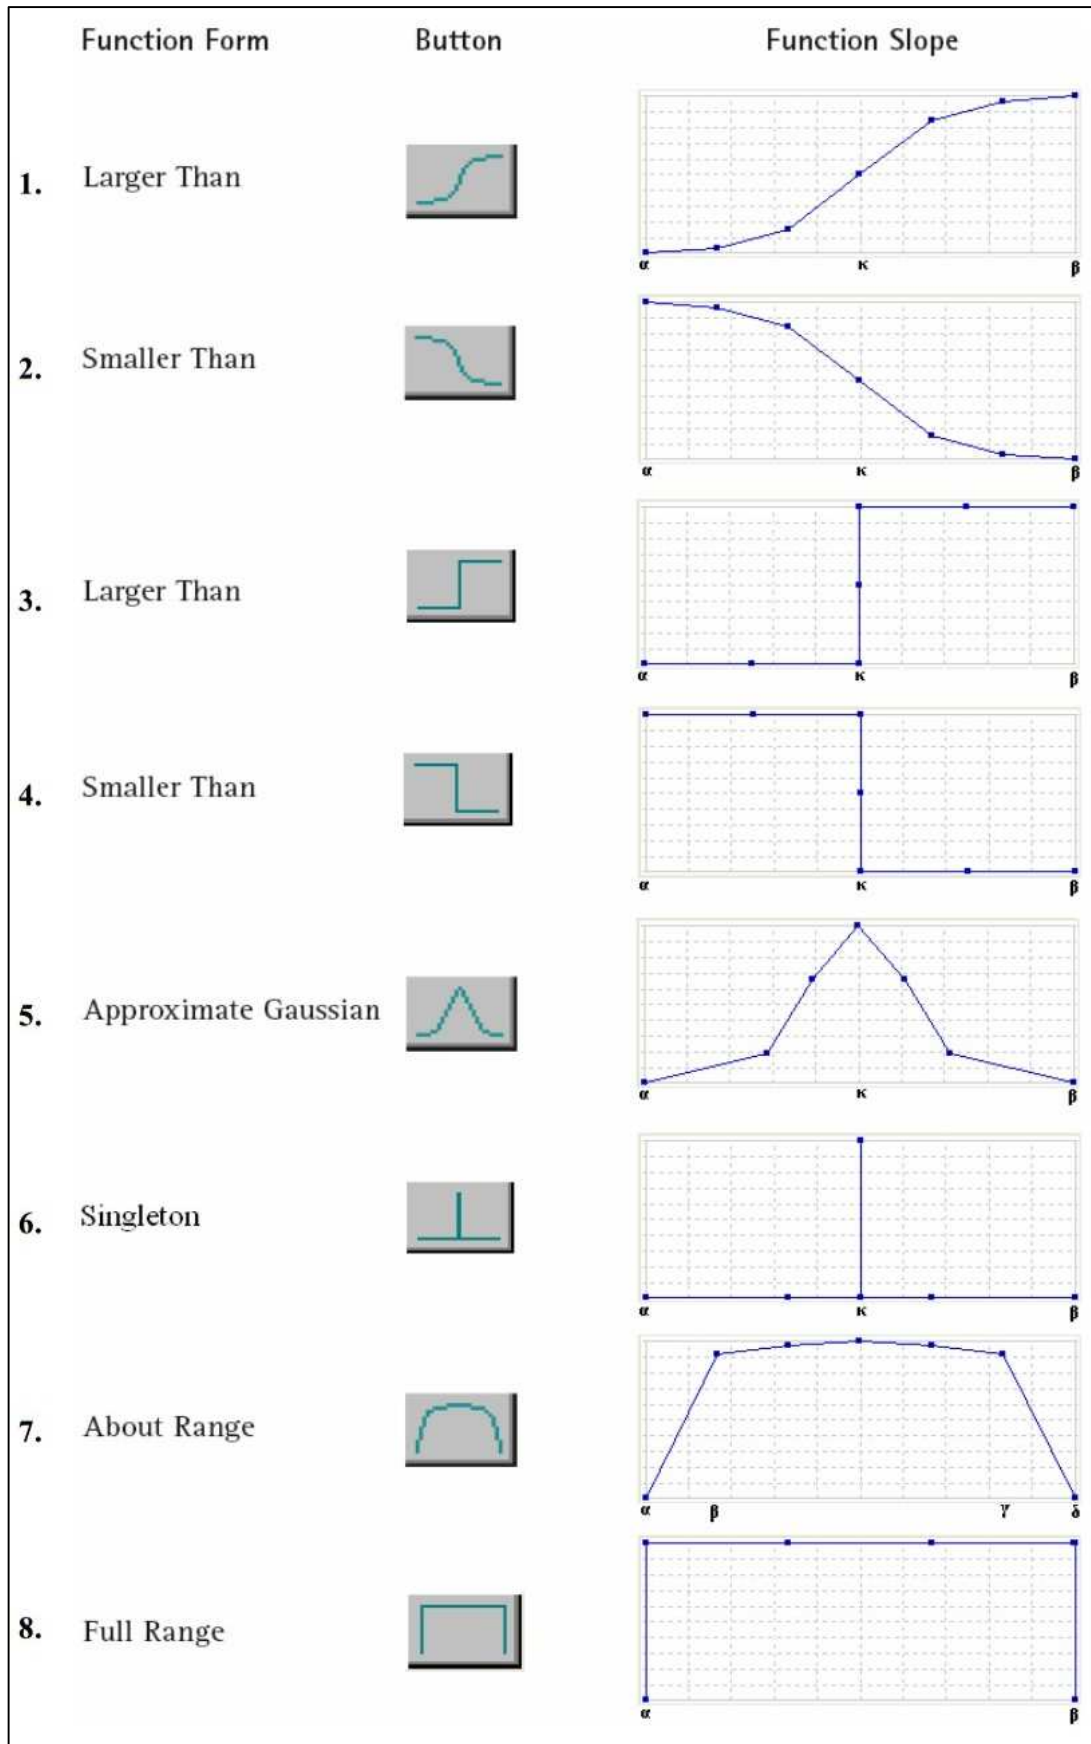 Function Form Button Function Slope
1. Larger Than
α κ β
2. Smaller Than
α κ β
3. Larger Than
α κ β
4. Smaller Than
α κ β
5. Approximate Gaussian
α κ β
6. Singleton
α κ β
7. About Range
α β γ δ
8. Full Range
α β